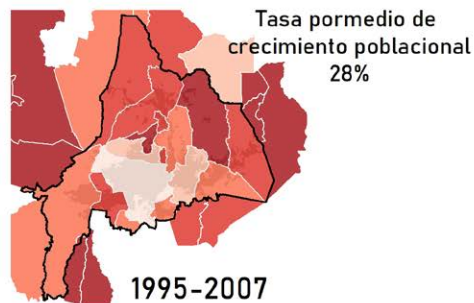 Tasa pormedio de
crecimiento poblacional
28%
1995-2007